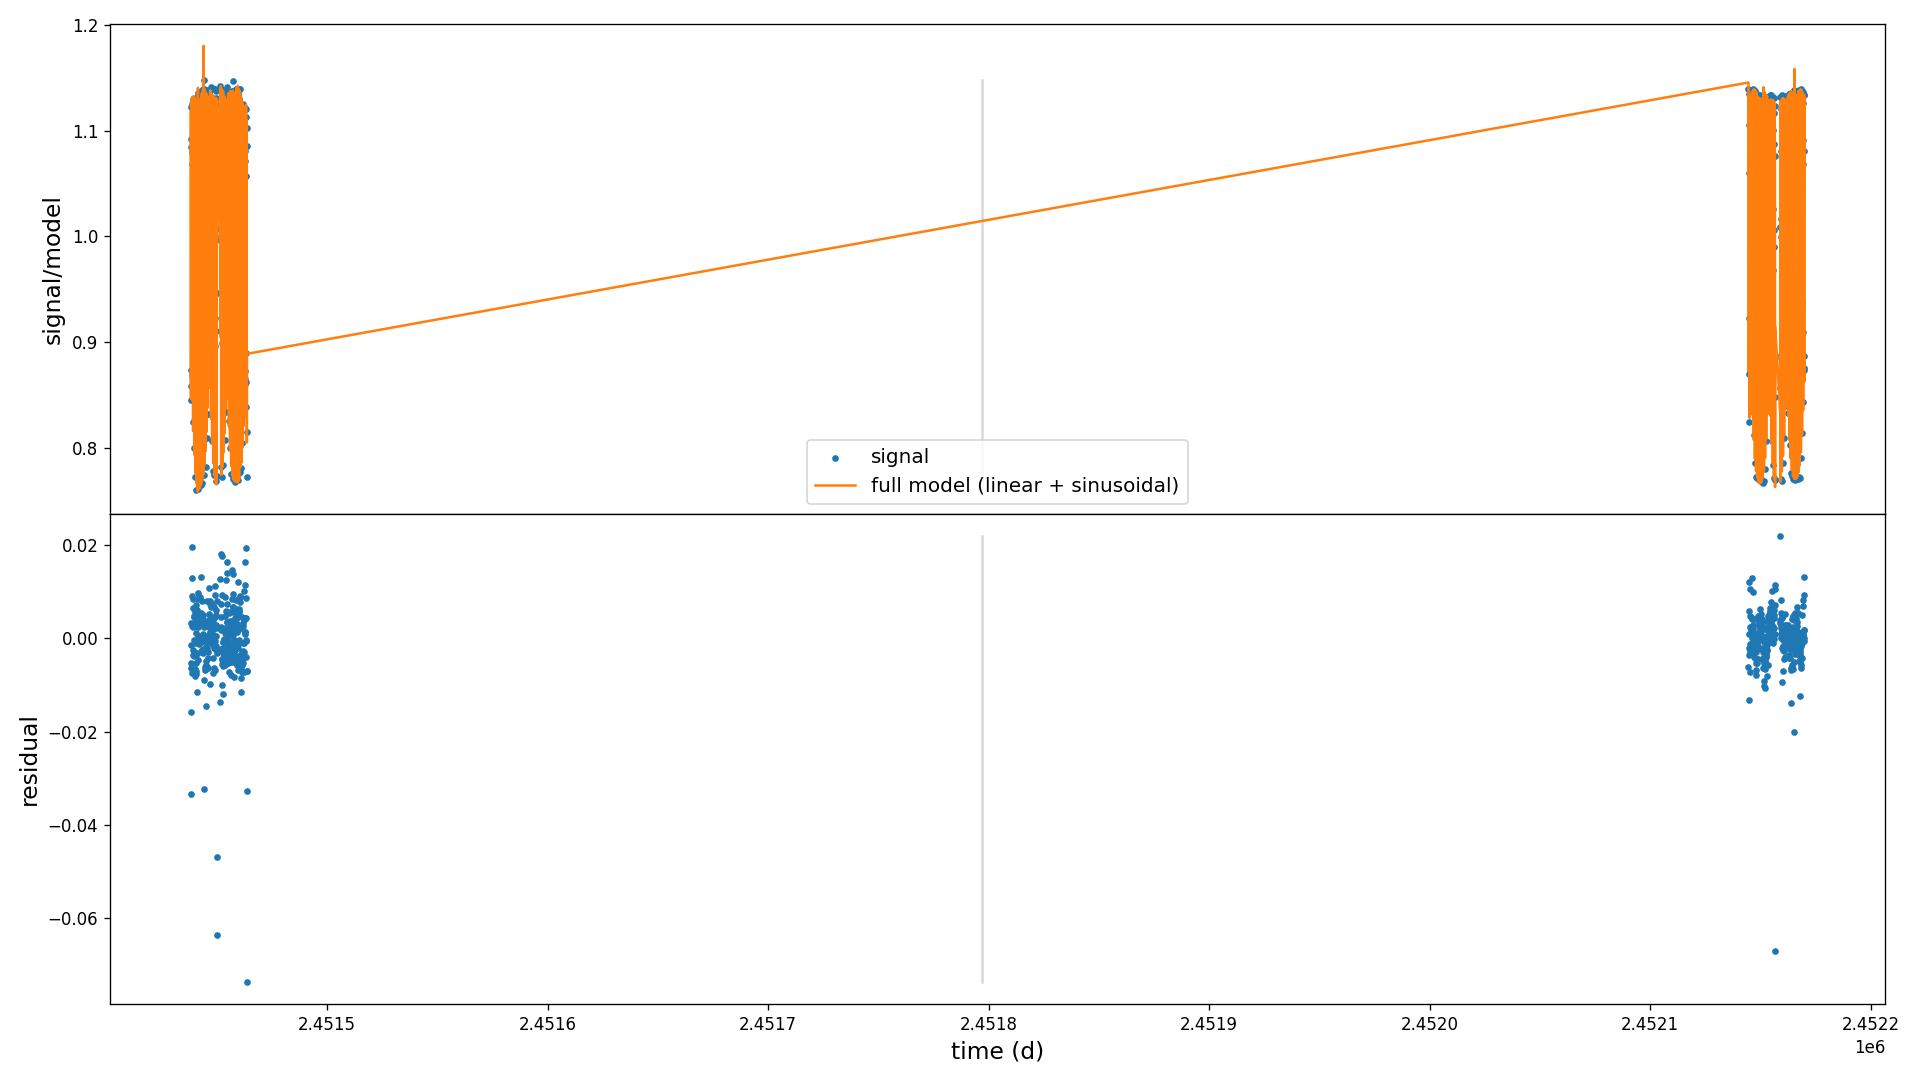 1.2
1.1
1.0
0.9
0.8
signal/model
signal
full model (linear + sinusoidal)
0.02
0.00
−0.02
−0.04
−0.06
residual
2.4515 2.4516 2.4517 2.4518 2.4519 2.4520 2.4521 2.4522
1e6
time (d)